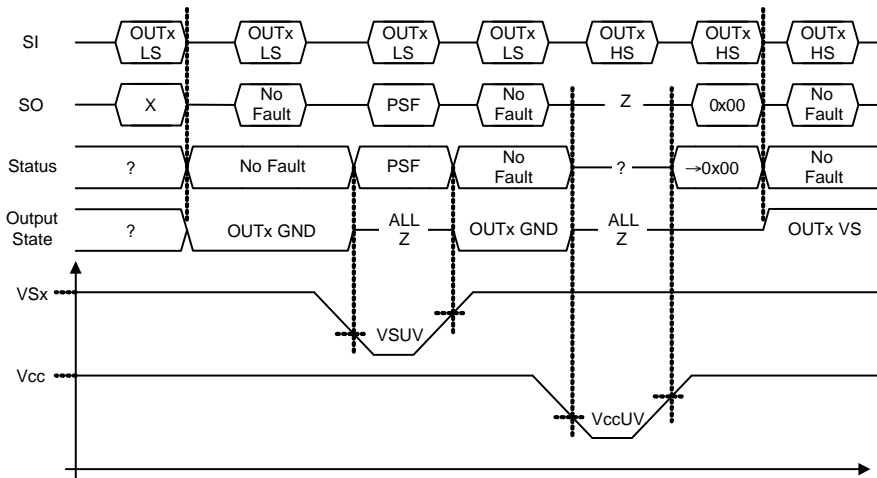 SI
OUTx
LS
OUTx
LS
OUTx
LS
OUTx
LS
OUTx
HS
OUTx
HS
OUTx
HS
SO
X
No
Fault
PSF
No
Fault
Z
0x00
No
Fault
Status
?
No Fault
PSF
No
Fault
?
→0x00
No
Fault
Output
State
?
OUTx GND
ALL
Z
OUTx GND
ALL
Z
OUTx VS
VSx
VSUV
Vcc
VccUV